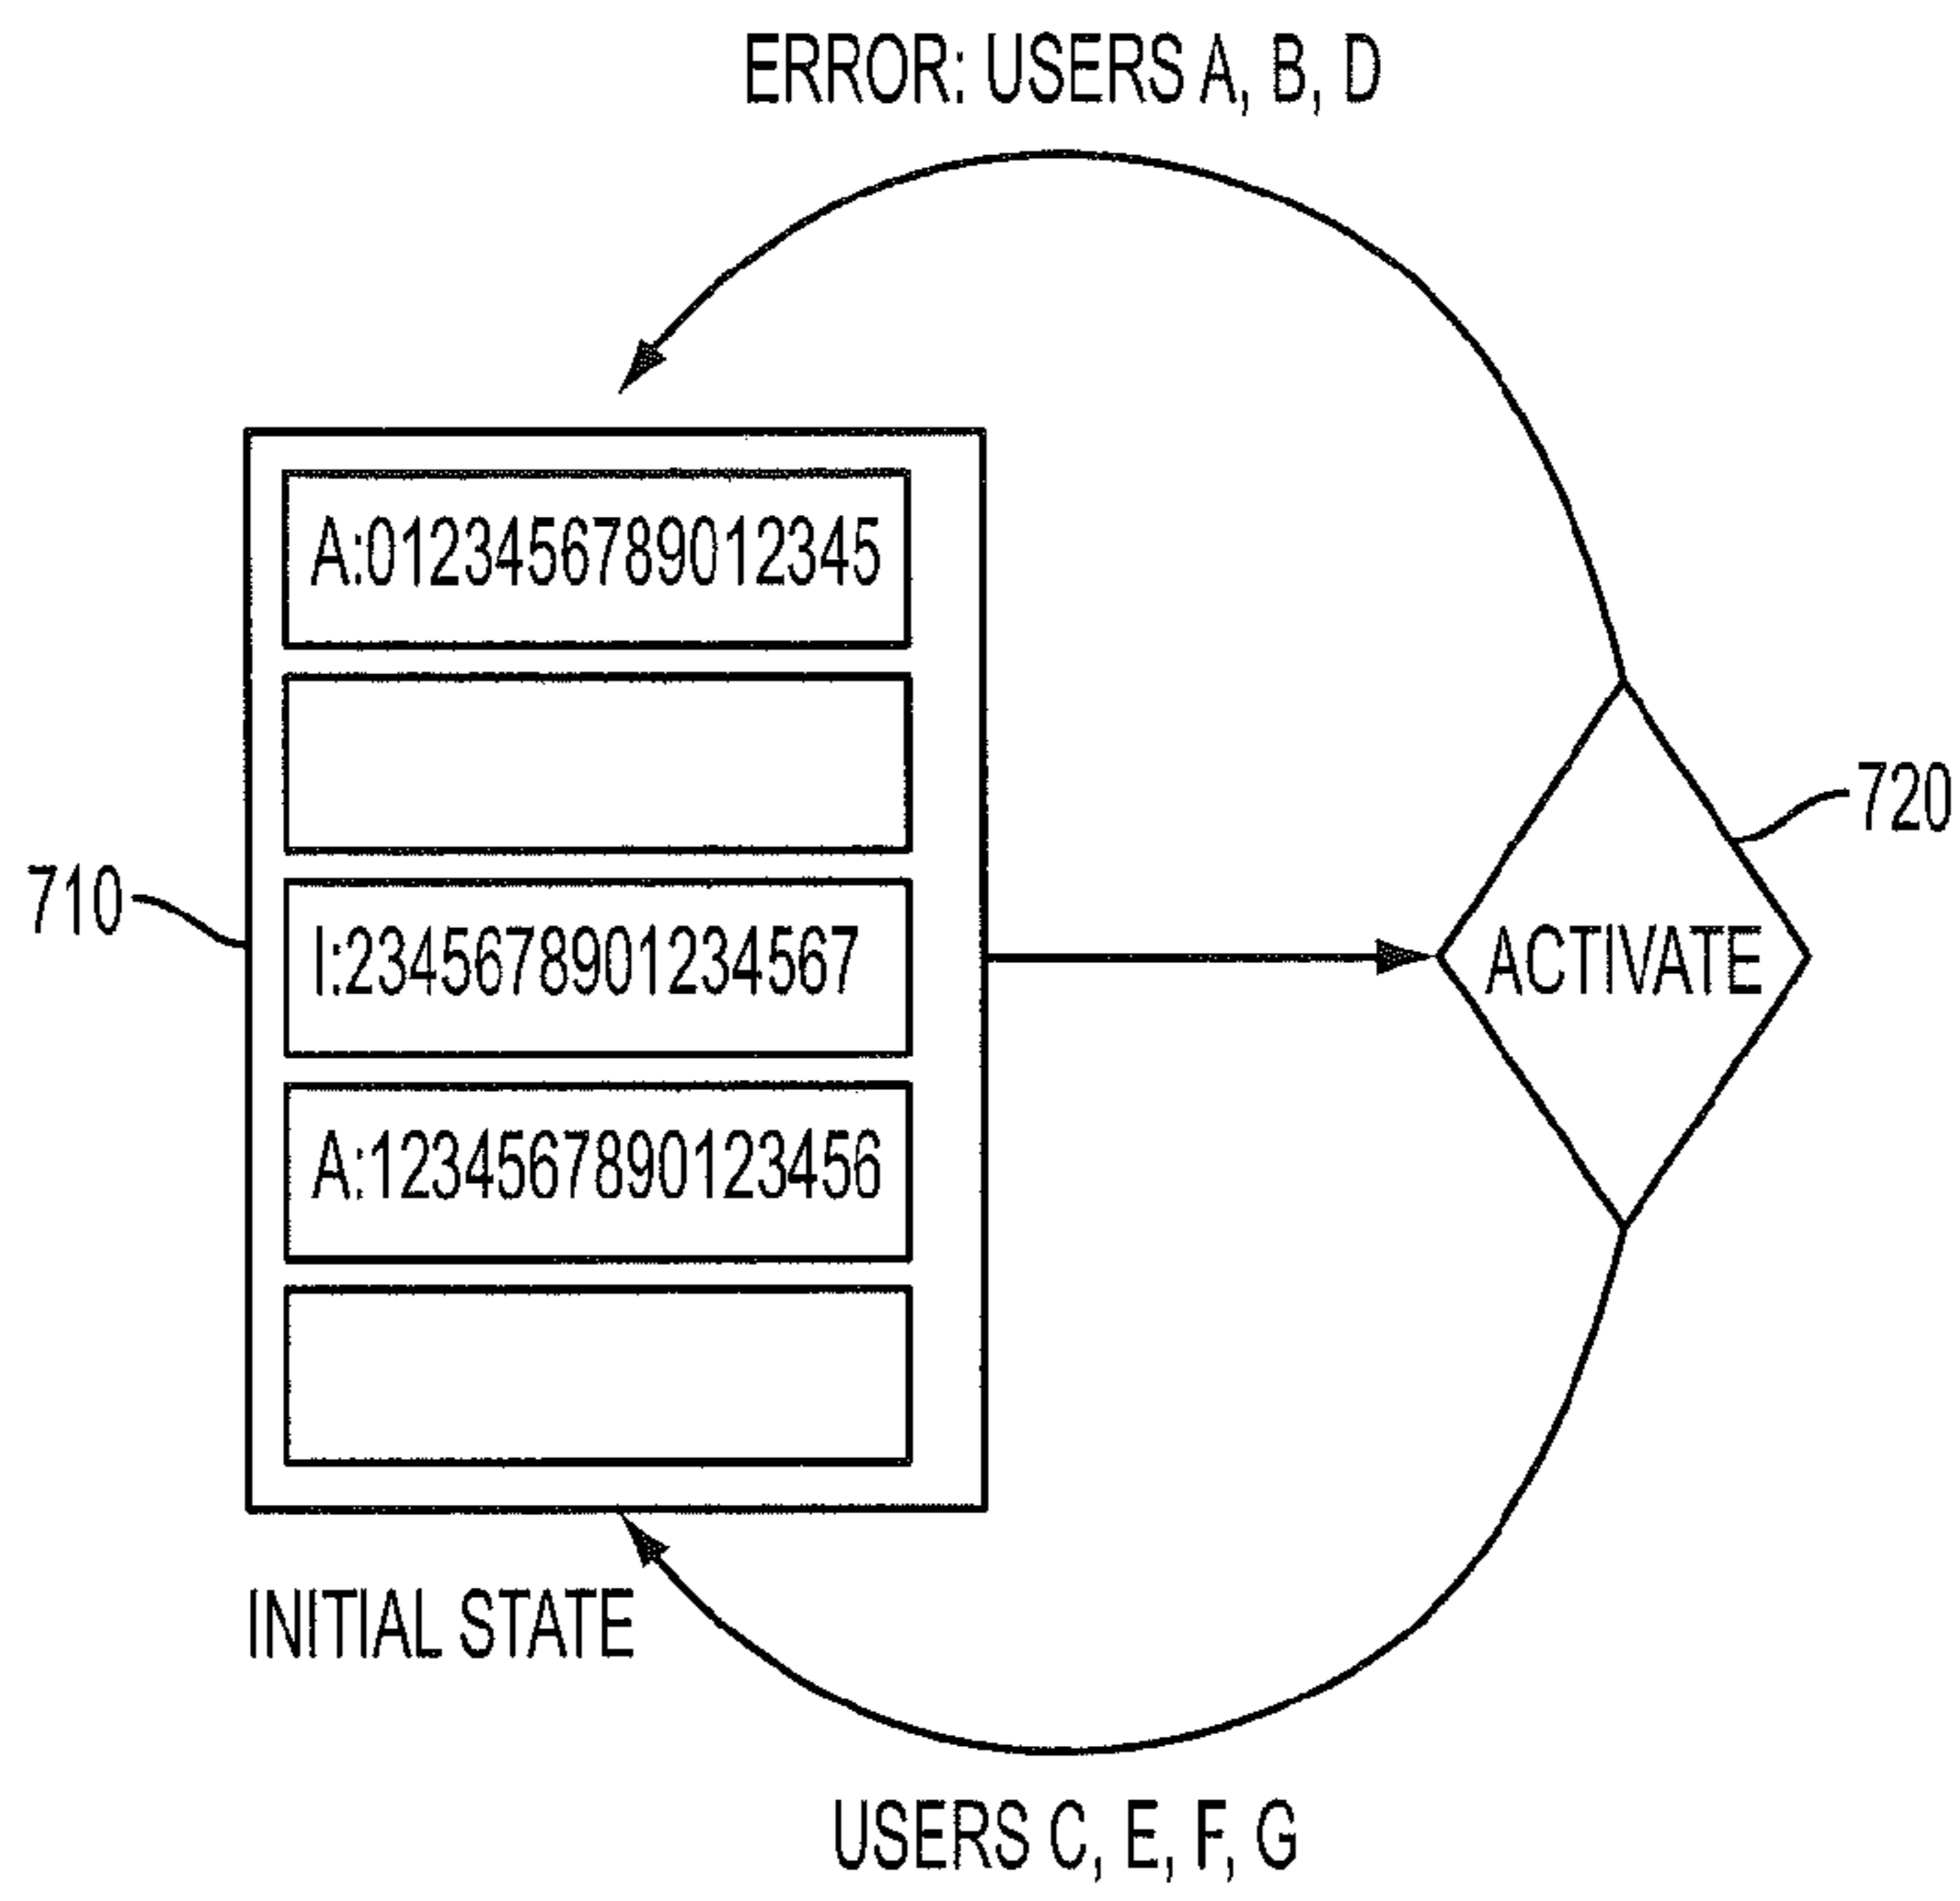 ERROR: USERS A, B, D
A:0123456789012345
720
710
I:2345678901234567
ACTIVATE
A:1234567890123456
INITIAL STATE
USERS C, E, F, G